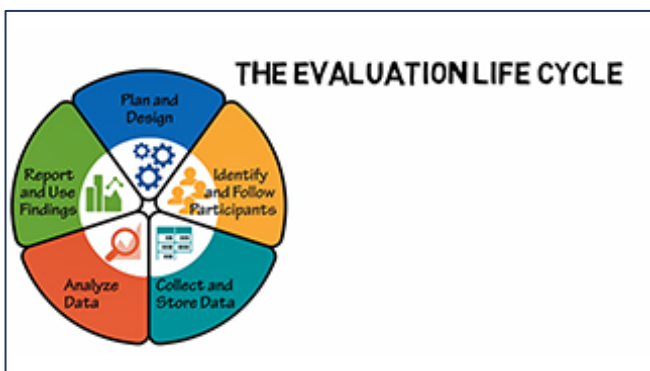 THE EVALUATION LIFE CYCLE
Plan and
Design
Identify
and Follow
Participants
Collect and
Store Data
Analyze
Data
Report
and Use
Findings